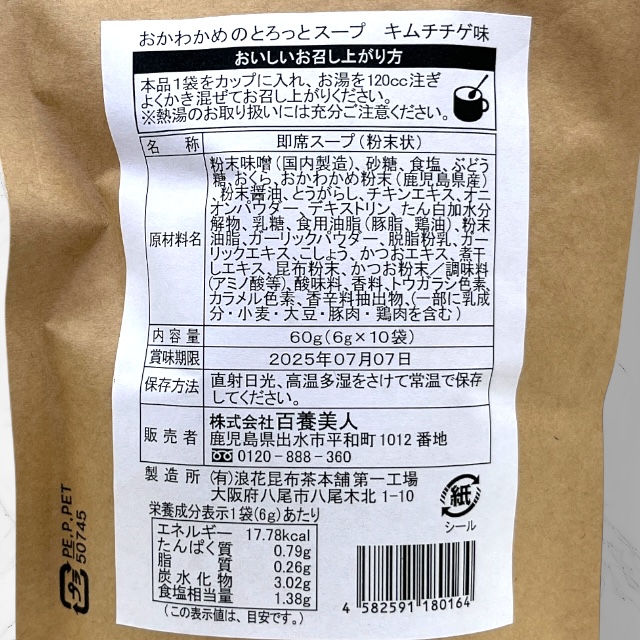 おかわかめのとろっとスープ　キムチチゲ味
おいしいお召し上がり方
本品1袋をカップに入れ、お湯を120cc注ぎ
よくかき混ぜてお召し上がりください。
※熱湯のお取り扱いには充分ご注意ください。
名　称　即席スープ(粉末状)
原材料名
粉末味噌(国内製造)、砂糖、食塩、ぶどう
糖、おくら、おかわかめ粉末(鹿児島県産)
、粉末醤油、とうがらし、チキンエキス、オニ
オンパウダー、デキストリン、たん白加水分
解物、乳糖、食用油脂(豚脂、鶏油)、粉末
油脂、ガーリックパウダー、脱脂粉乳、ガー
リックエキス、こしょう、かつおエキス、煮干
しエキス、昆布粉末、かつお粉末／調味料
(アミノ酸等)、酸味料、香料、トウガラシ色素、
カラメル色素、香辛料抽出物、(一部に乳成
分・小麦・大豆・豚肉・鶏肉を含む)
内容量　60g(6g×10袋)
賞味期限　2025年07月07日
保存方法　直射日光、高温多湿をさけて常温で保存
してください。
販売者　株式会社百養美人
鹿児島県出水市平和町1012番地
0120-888-360
製造所　(有)浪花昆布茶本舗第一工場
大阪府八尾市八尾木北1-10
栄養成分表示1袋(6g)あたり
エネルギー　17.78kcal
たんぱく質　0.79g
脂質　0.26g
炭水化物　3.02g
食塩相当量　1.38g
(この表示値は、目安です。)
紙
シール
4 582591 180164
プラ
PE,P,PET
50745